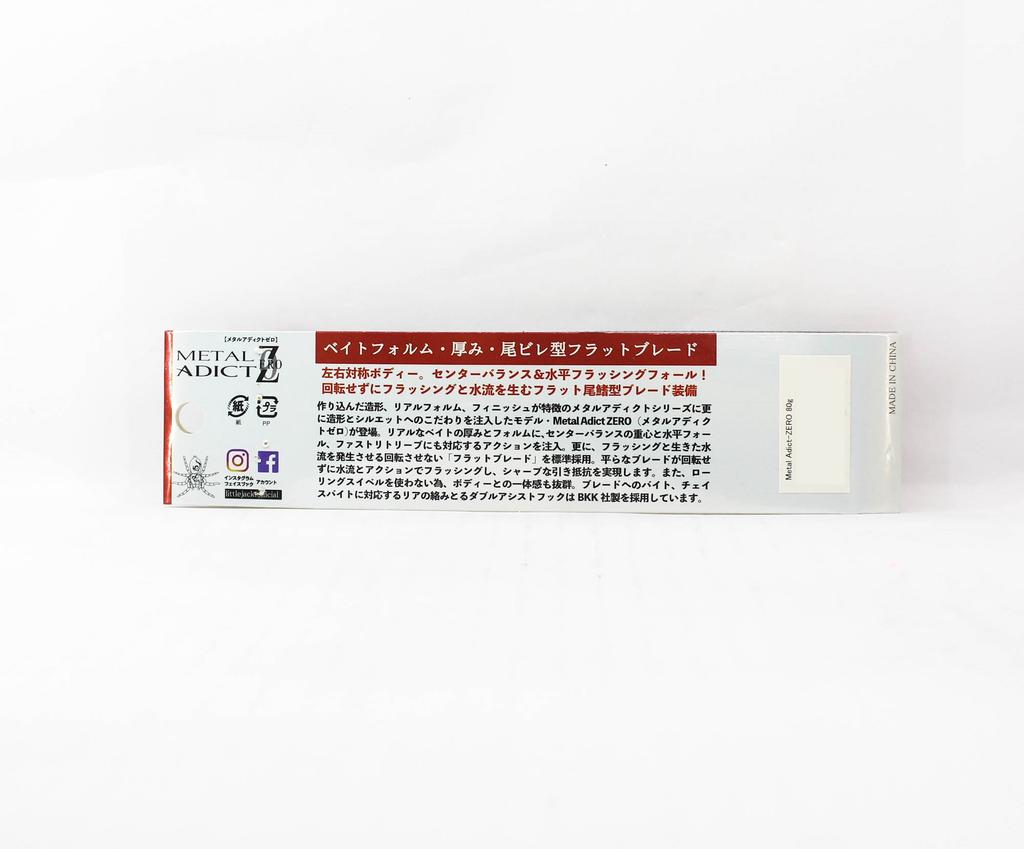 【メタルアディクトゼロ】
METAL
ADICT ZERO
紙
プラ
紙
PP
インスタグラム
フェイスブック アカウント
ベイトフォルム・厚み・尾ビレ型フラットブレード
左右対称ボディー。センターバランス＆水平フラッシングフォール！
回転せずにフラッシングと水流を生むフラット尾鰭型ブレード装備
作り込んだ造形、リアルフォルム、フィニッシュが特徴のメタルアディクトシリーズに更
に造形とシルエットへのこだわりを注入したモデル・Metal Adict ZERO（メタルアディク
トゼロ）が登場。リアルなベイトの厚みとフォルムに、センターバランスの重心と水平フォー
ル、ファストリトリーブにも対応するアクションを注入。更に、フラッシングと生きた水
流を発生させる回転させない「フラットブレード」を標準採用。平らなブレードが回転せ
ずに水流とアクションでフラッシングし、シャープな引き抵抗を実現します。また、ロー
リングスイベルを使わない為、ボディーとの一体感も抜群。ブレードへのバイト、チェイ
スバイトに対応するリアの絡みとるダブルアシストフックは BKK 社製を採用しています。
Metal Adict-ZERO 80g
MADE IN CHINA